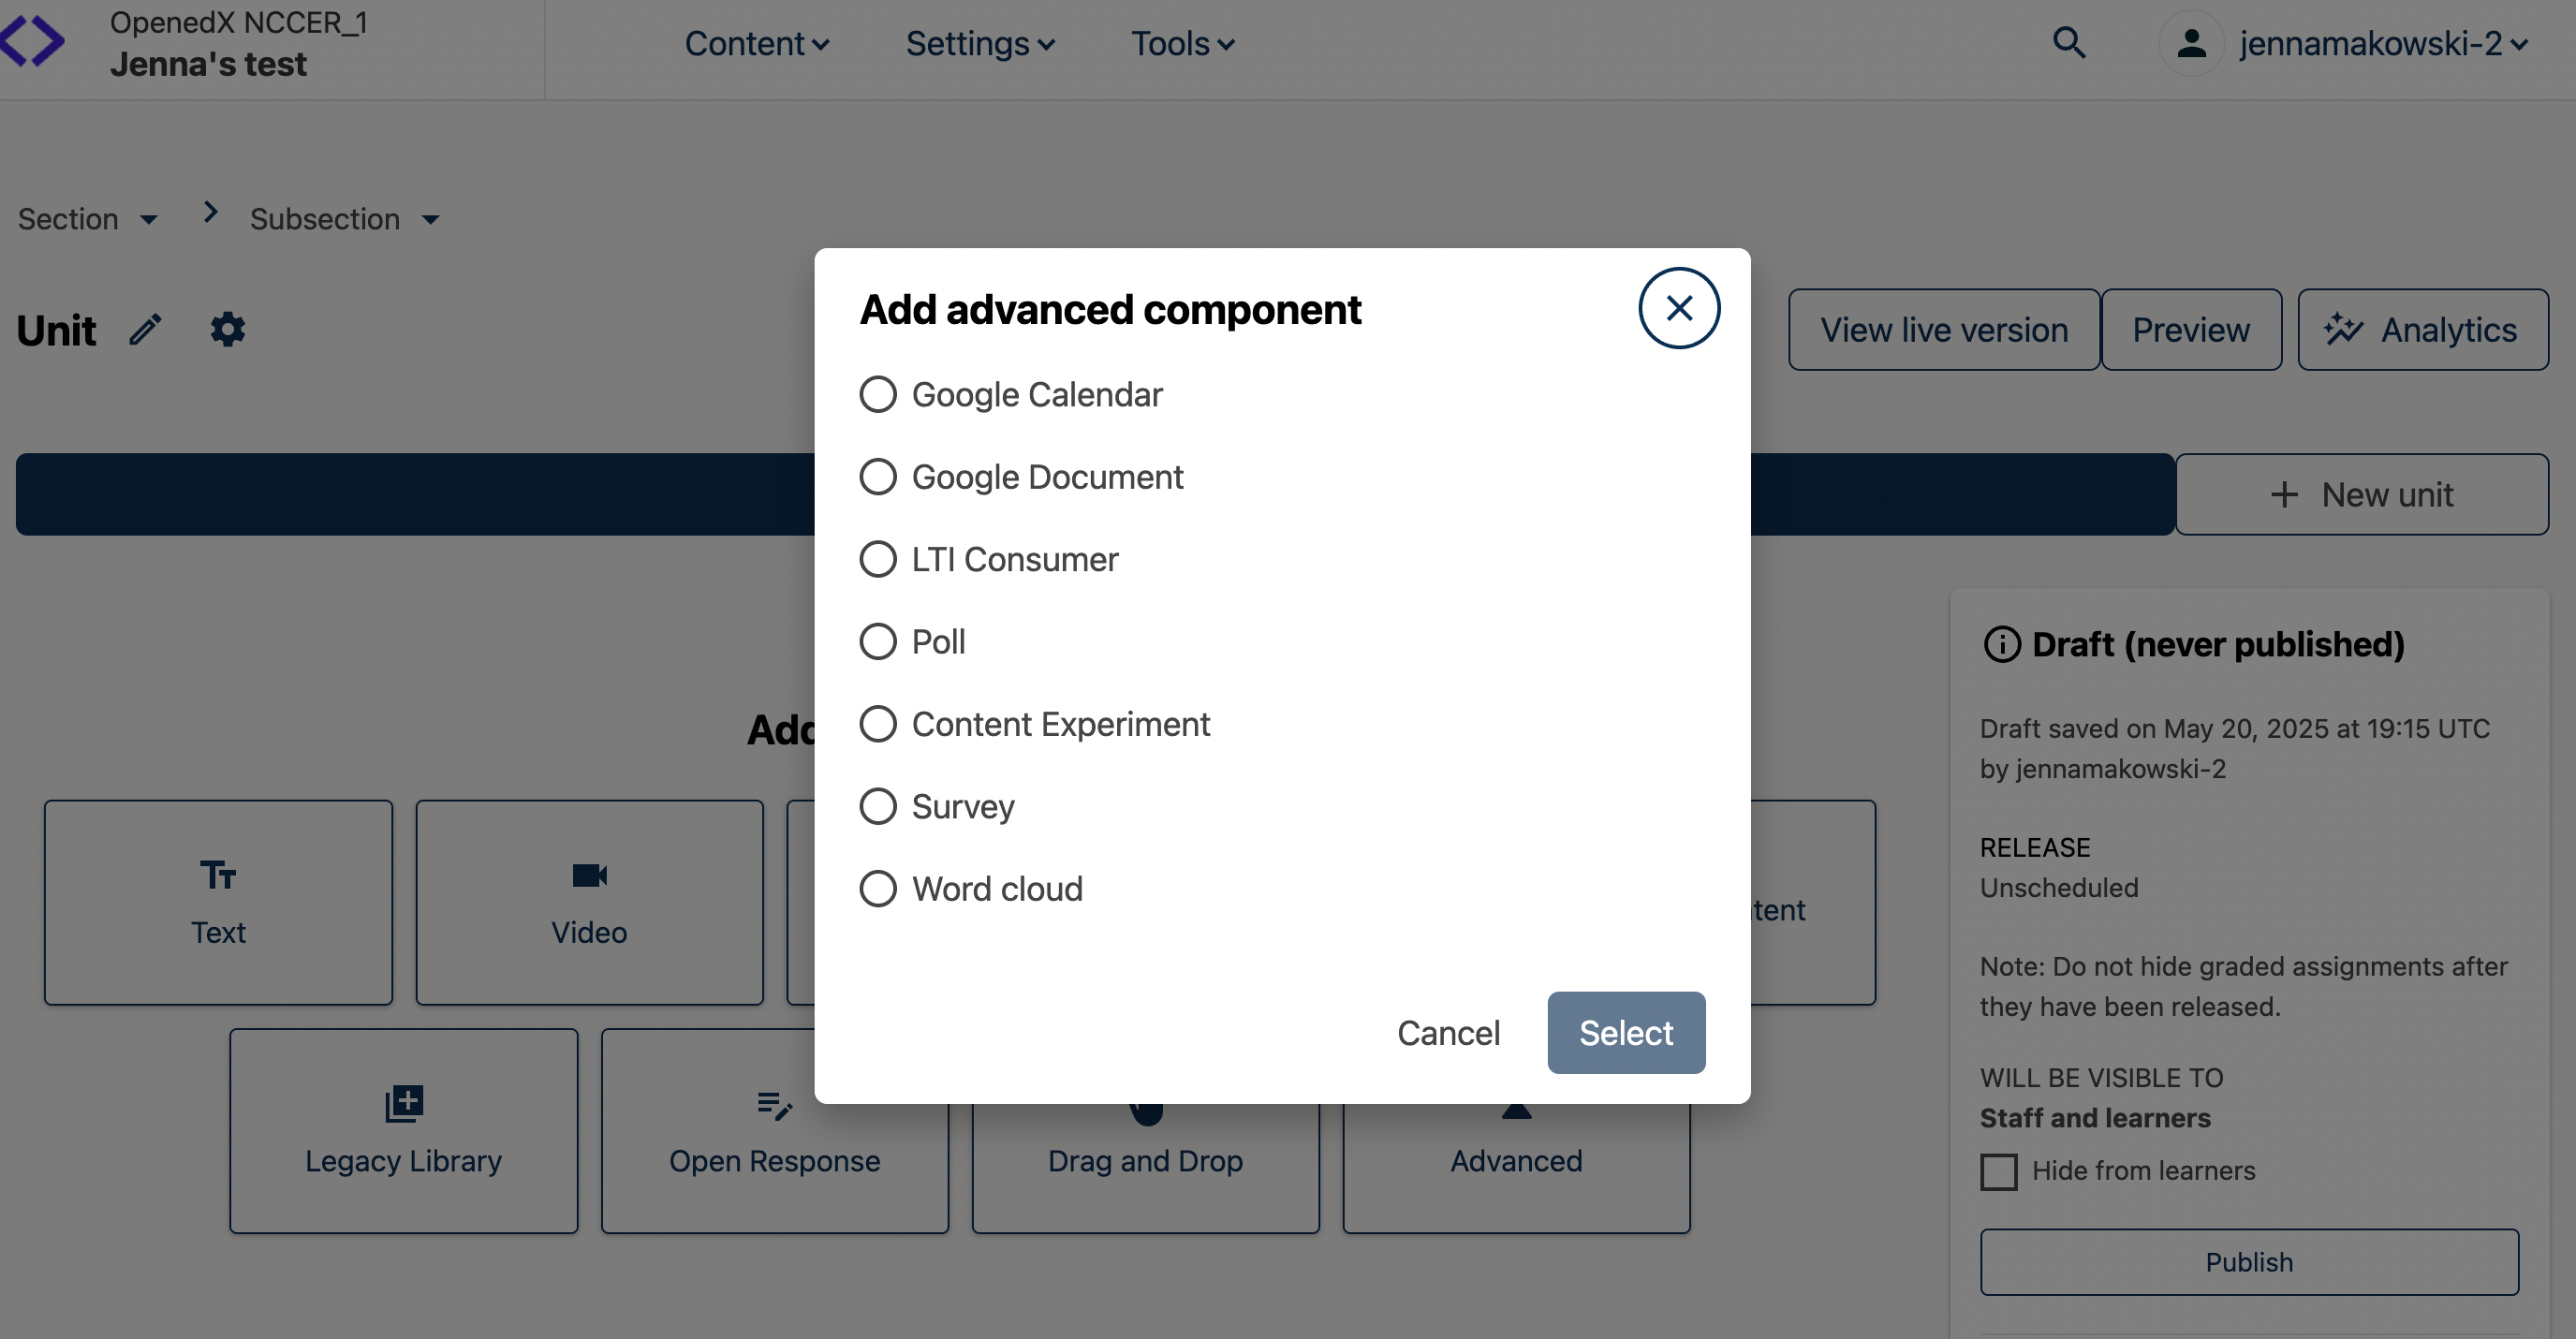 OpenedX NCCER_1
Jenna's test
Content
Settings
Tools
jennamakowski-2
Section
Subsection
Unit
View live version
Preview
Analytics
New unit
Add advanced component
Google Calendar
Google Document
LTI Consumer
Poll
Content Experiment
Survey
Word cloud
Cancel
Select
Add
Text
Video
tent
Legacy Library
Open Response
Drag and Drop
Advanced
Draft (never published)
Draft saved on May 20, 2025 at 19:15 UTC
by jennamakowski-2
RELEASE
Unscheduled
Note: Do not hide graded assignments after
they have been released.
WILL BE VISIBLE TO
Staff and learners
Hide from learners
Publish